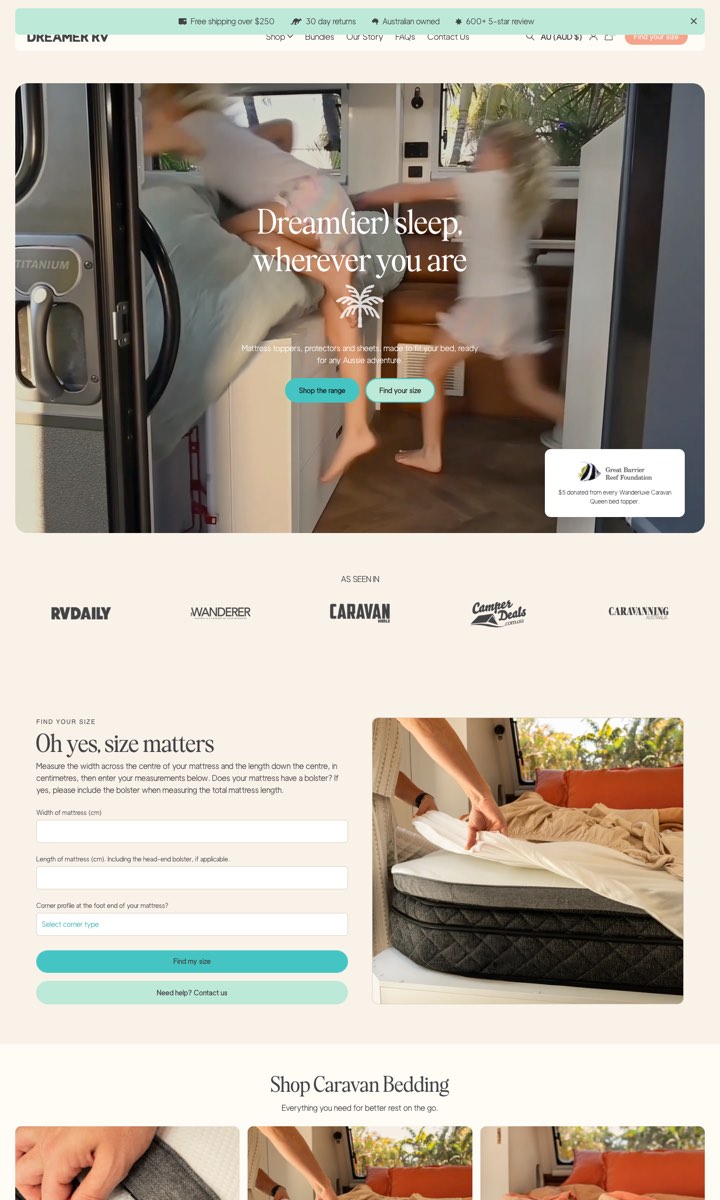 Free shipping over $250
30 day returns
Australian owned
600+ 5-star review
DREAMER RV
Shop
Bundles
Our Story
FAQs
Contact Us
AU (AUD $)
Find your size
TITANIUM
Dream(ier) sleep,
wherever you are
Mattress toppers, protectors and sheets, made to fit your bed, ready
for any Aussie adventure.
Shop the range
Find your size
Great Barrier
Reef Foundation
$5 donated from every Wanderluxe Caravan
Queen bed topper.
AS SEEN IN
RVDAILY
WANDERER
CARAVAN
WORLD
Camper
Deals
.com.au
CARAVANNING
AUSTRALIA
FIND YOUR SIZE
Oh yes, size matters
Measure the width across the centre of your mattress and the length down the centre, in
centimetres, then enter your measurements below. Does your mattress have a bolster? If
yes, please include the bolster when measuring the total mattress length.
Width of mattress (cm)
Length of mattress (cm). Including the head-end bolster, if applicable.
Corner profile at the foot end of your mattress?
Select corner type
Find my size
Need help? Contact us
Shop Caravan Bedding
Everything you need for better rest on the go.